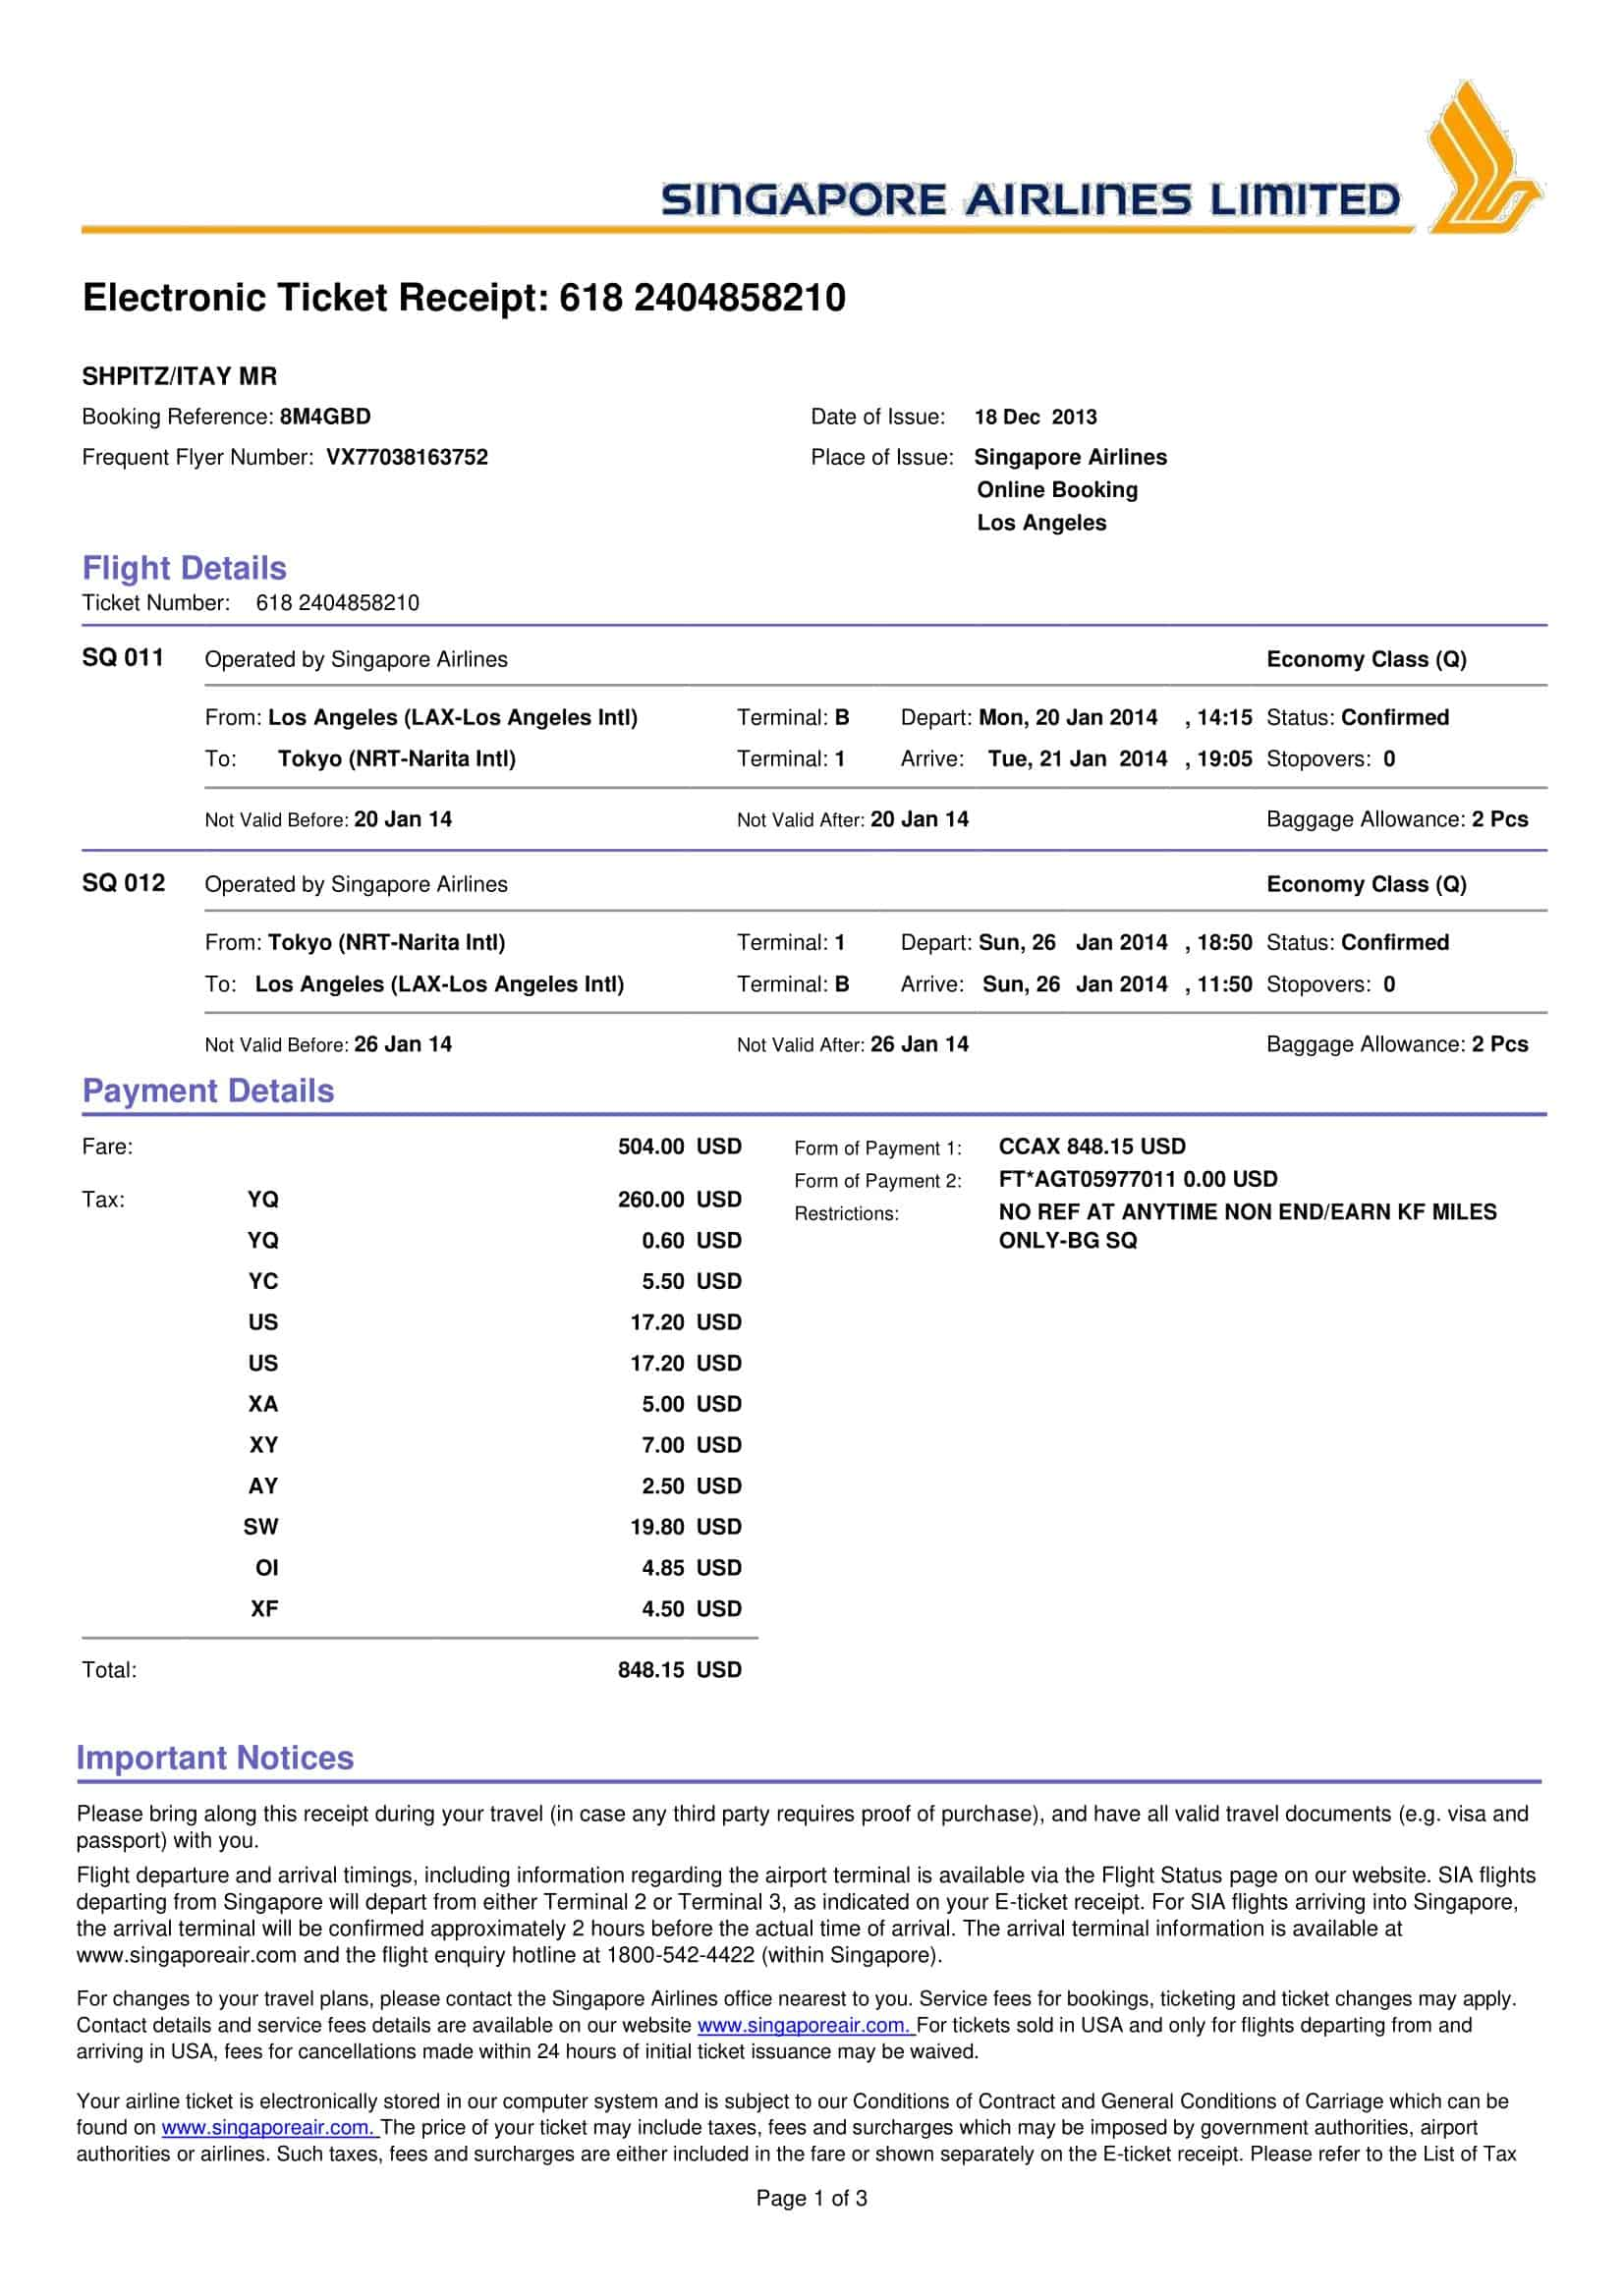 SINGAPORE AIRLINES LIMITED
Electronic Ticket Receipt: 618 2404858210
SHPITZ/ITAY MR
Booking Reference: 8M4GBD Date of Issue: 18 Dec 2013
Frequent Flyer Number: VX77038163752 Place of Issue: Singapore Airlines
Online Booking
Los Angeles
Flight Details
Ticket Number: 618 2404858210
SQ 011 Operated by Singapore Airlines Economy Class (Q)
From: Los Angeles (LAX-Los Angeles Intl) Terminal: B Depart: Mon, 20 Jan 2014 , 14:15 Status: Confirmed
To: Tokyo (NRT-Narita Intl) Terminal: 1 Arrive: Tue, 21 Jan 2014 , 19:05 Stopovers: 0
Not Valid Before: 20 Jan 14 Not Valid After: 20 Jan 14 Baggage Allowance: 2 Pcs
SQ 012 Operated by Singapore Airlines Economy Class (Q)
From: Tokyo (NRT-Narita Intl) Terminal: 1 Depart: Sun, 26 Jan 2014 , 18:50 Status: Confirmed
To: Los Angeles (LAX-Los Angeles Intl) Terminal: B Arrive: Sun, 26 Jan 2014 , 11:50 Stopovers: 0
Not Valid Before: 26 Jan 14 Not Valid After: 26 Jan 14 Baggage Allowance: 2 Pcs
Payment Details
Fare: 504.00 USD Form of Payment 1: CCAX 848.15 USD
Form of Payment 2: FT*AGT05977011 0.00 USD
Tax: YQ 260.00 USD Restrictions: NO REF AT ANYTIME NON END/EARN KF MILES
YQ 0.60 USD ONLY-BG SQ
YC 5.50 USD
US 17.20 USD
US 17.20 USD
XA 5.00 USD
XY 7.00 USD
AY 2.50 USD
SW 19.80 USD
OI 4.85 USD
XF 4.50 USD
Total: 848.15 USD
Important Notices
Please bring along this receipt during your travel (in case any third party requires proof of purchase), and have all valid travel documents (e.g. visa and
passport) with you.
Flight departure and arrival timings, including information regarding the airport terminal is available via the Flight Status page on our website. SIA flights
departing from Singapore will depart from either Terminal 2 or Terminal 3, as indicated on your E-ticket receipt. For SIA flights arriving into Singapore,
the arrival terminal will be confirmed approximately 2 hours before the actual time of arrival. The arrival terminal information is available at
www.singaporeair.com and the flight enquiry hotline at 1800-542-4422 (within Singapore).
For changes to your travel plans, please contact the Singapore Airlines office nearest to you. Service fees for bookings, ticketing and ticket changes may apply.
Contact details and service fees details are available on our website www.singaporeair.com. For tickets sold in USA and only for flights departing from and
arriving in USA, fees for cancellations made within 24 hours of initial ticket issuance may be waived.
Your airline ticket is electronically stored in our computer system and is subject to our Conditions of Contract and General Conditions of Carriage which can be
found on www.singaporeair.com. The price of your ticket may include taxes, fees and surcharges which may be imposed by government authorities, airport
authorities or airlines. Such taxes, fees and surcharges are either included in the fare or shown separately on the E-ticket receipt. Please refer to the List of Tax
Page 1 of 3